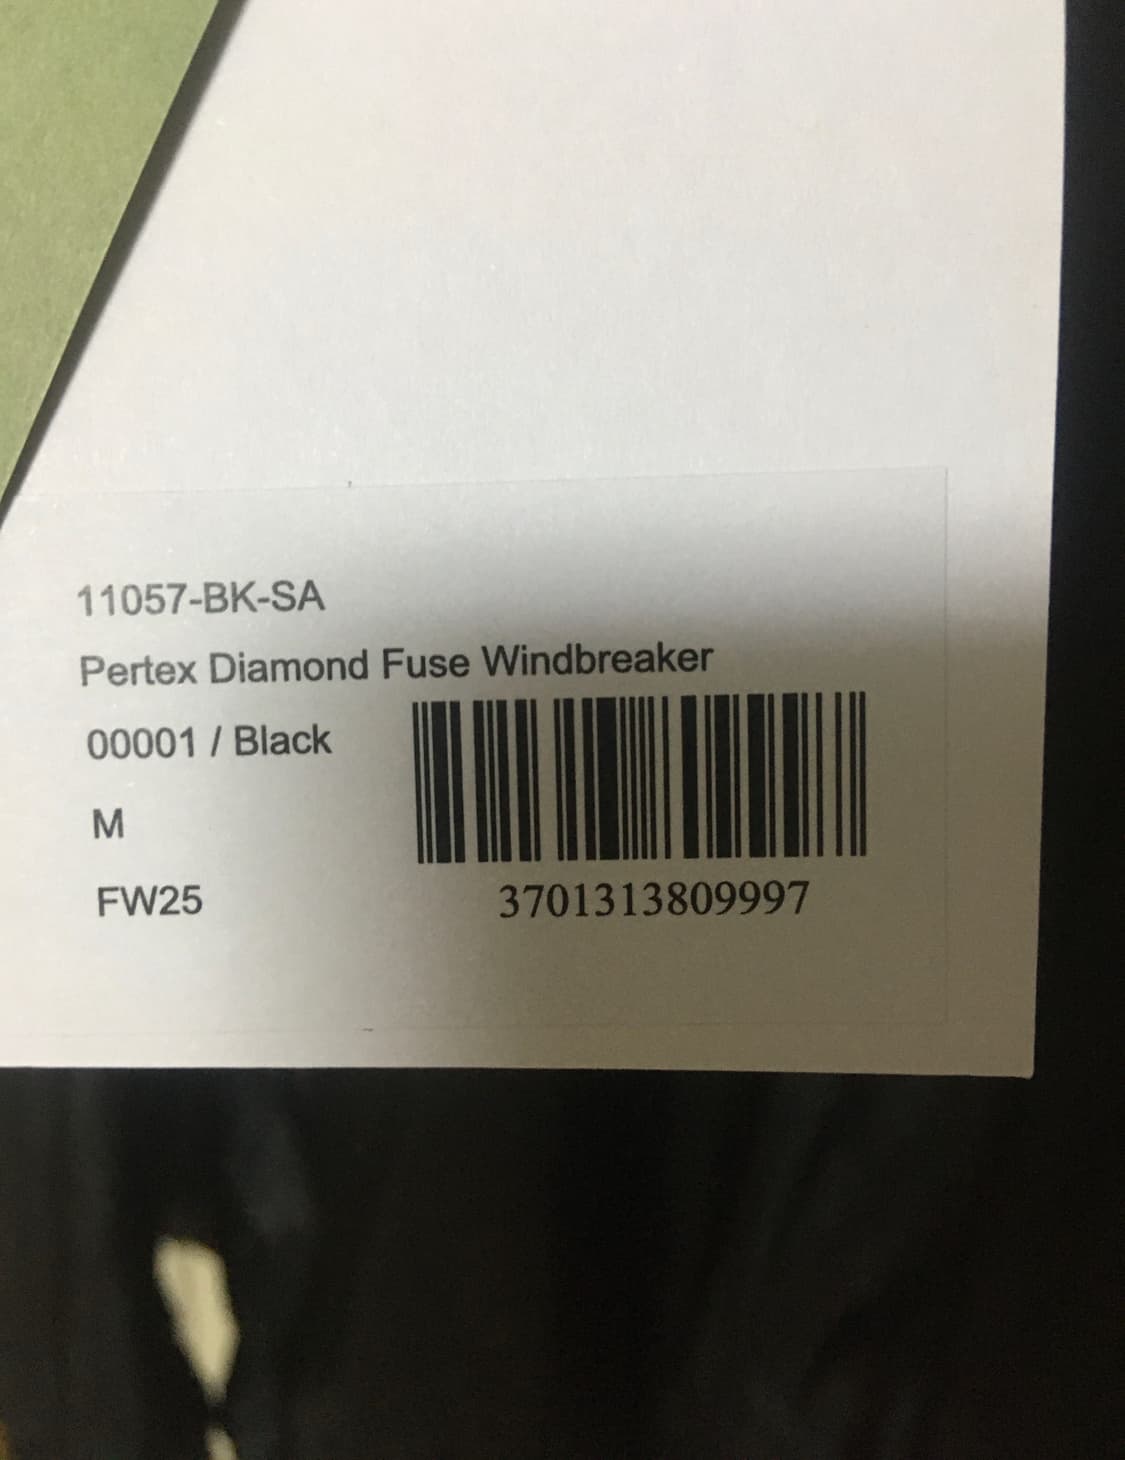 11057-BK-SA
Pertex Diamond Fuse Windbreaker
00001 / Black
M
FW25
3701313809997